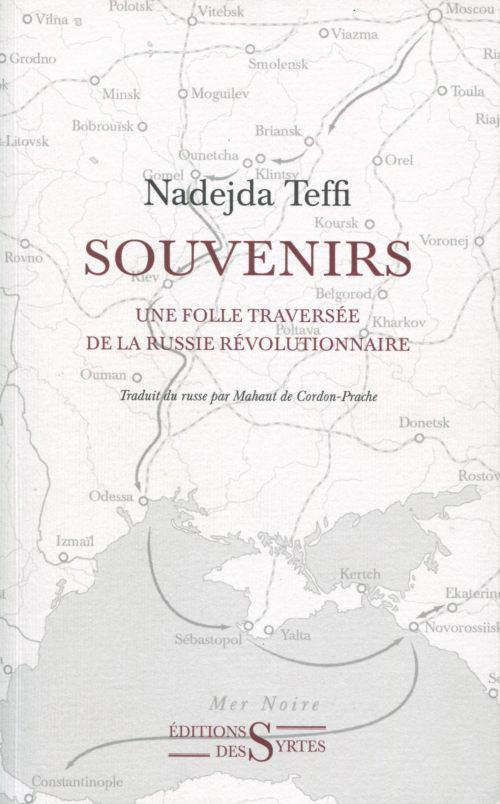 Polotsk
Vitebsk
Moscou
Vilna
Viazma
Grodno
Smolensk
Minsk
Moguilev
Toula
Bobrouïsk
Briansk
Riaj
-Litovsk
Ounetcha
Orel
Gomel
Klintsy
Nadejda Teffi
Koursk
Voronej
SOUVENIRS
Rovno
Kiev
Belgorod
UNE FOLLE TRAVERSÉE
Poltava
Kharkov
DE LA RUSSIE RÉVOLUTIONNAIRE
Ouman
Traduit du russe par Mahaut de Cordon-Prache
Donetsk
Rostov
Odessa
Izmaïl
Kertch
Ekaterine
Sébastopol
Yalta
Novorossiisk
So
Mer Noire
ÉDITIONS
DES SYRTES
Constantinople